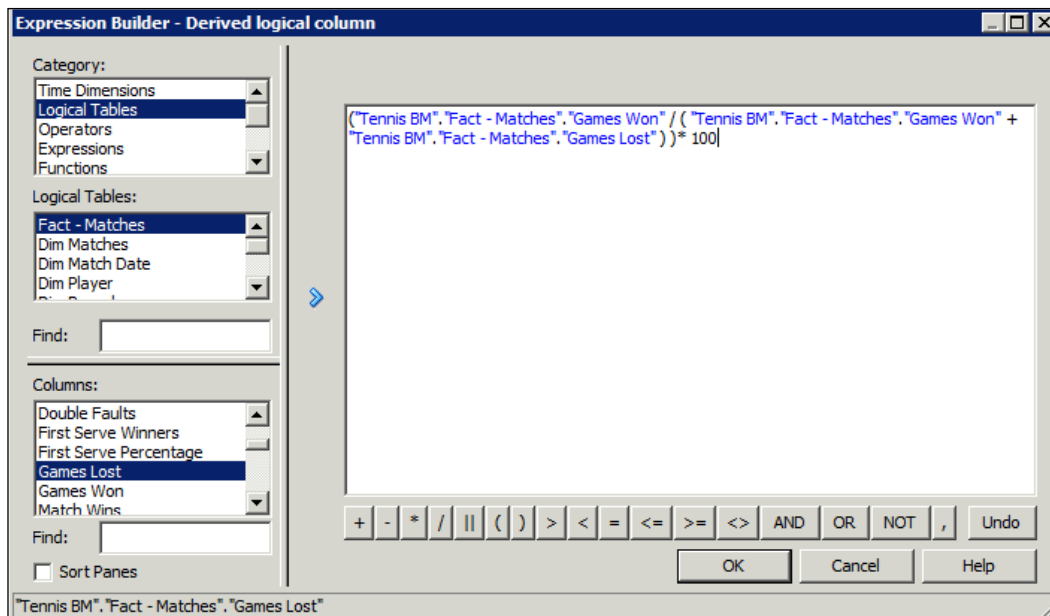 Expression Builder - Derived logical column
Category:
Time Dimensions
Logical Tables
Operators
Expressions
Functions
Logical Tables:
Fact - Matches
Dim Matches
Dim Match Date
Dim Player
Find:
Columns:
Double Faults
First Serve Winners
First Serve Percentage
Games Lost
Games Won
Match Wins
Find:
Sort Panes
("Tennis BM"."Fact - Matches"."Games Won" / ( "Tennis BM"."Fact - Matches"."Games Won" +
"Tennis BM"."Fact - Matches"."Games Lost" ) )* 100
+ - * / || ( ) > < = <= >= <> AND OR NOT , Undo
OK Cancel Help
"Tennis BM"."Fact - Matches"."Games Lost"